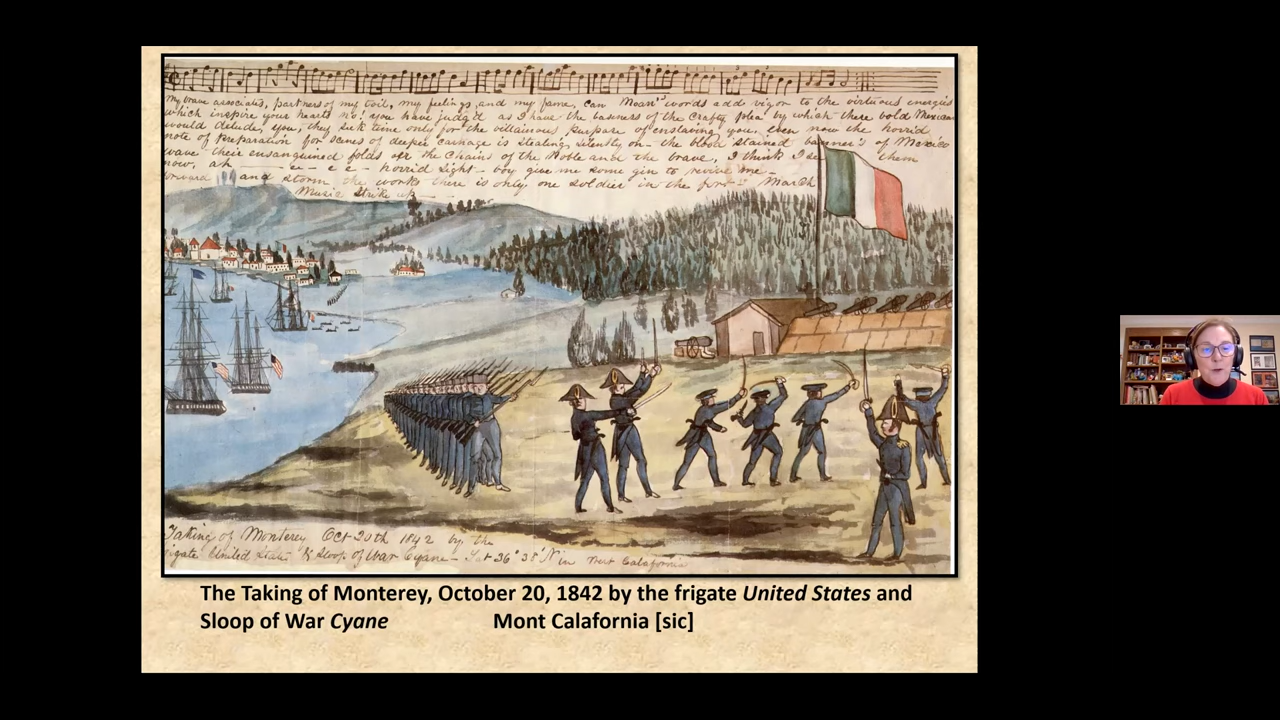 My brave associates, partners of my toil, my feelings and my fame, can Mean words add vigor to the virtuous energies
which inspire your hearts no! you have judg'd as I have the baseness of the crafty plea by which these bold Mexican
would delude, you, they seek time only for the villainous purpose of enslaving you, even now the horrid
note of Preparation for scenes of deeper carnage is stealing silently on - the blood stained banner's of Mexico
wave their ensanguined folds o'er the Chains of the Noble and the brave, I think I see them
now, ah horrid sight - boy give me some gin to revive me -
forward and storm the works there is only one soldier in the fort March
Music Strike up
Taking of Monterey Oct 20th 1842 by the
frigate United States & Sloop of War Cyane - Lat 36° 38' N in Calafornia
The Taking of Monterey, October 20, 1842 by the frigate United States and
Sloop of War Cyane Mont Calafornia [sic]